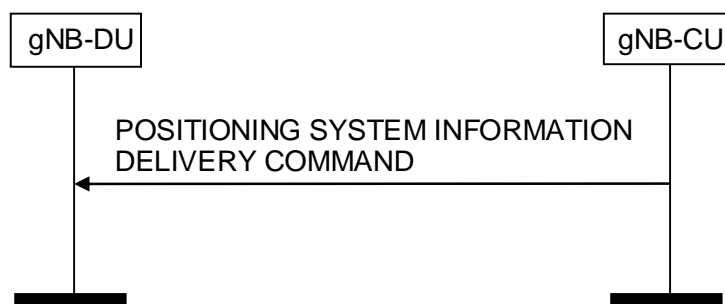 gNB-DU
gNB-CU
POSITIONING SYSTEM INFORMATION
DELIVERY COMMAND